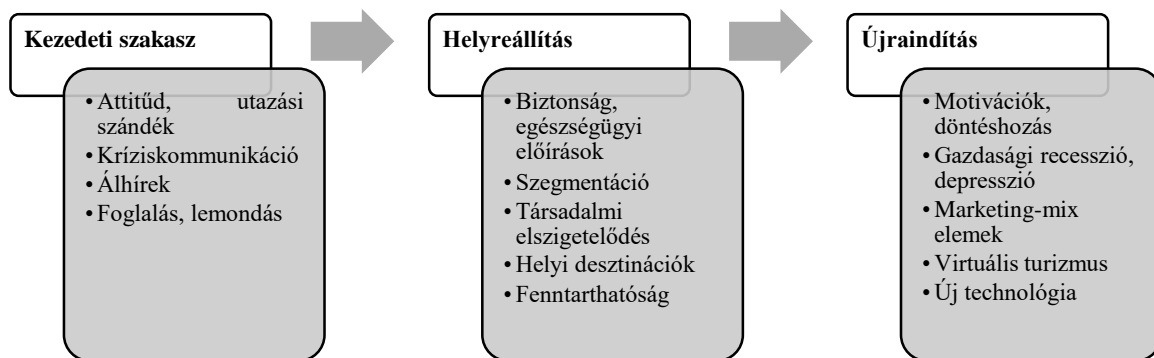 Kezedeti szakasz
• Attitűd, utazási
szándék
• Kríziskommunikáció
• Álhírek
• Foglalás, lemondás
Helyreállítás
• Biztonság,
egészségügyi
előírások
• Szegmentáció
• Társadalmi
elszigetelődés
• Helyi desztinációk
• Fenntarthatóság
Újraindítás
• Motivációk,
döntéshozás
• Gazdasági recesszió,
depresszió
• Marketing-mix
elemek
• Virtuális turizmus
• Új technológia